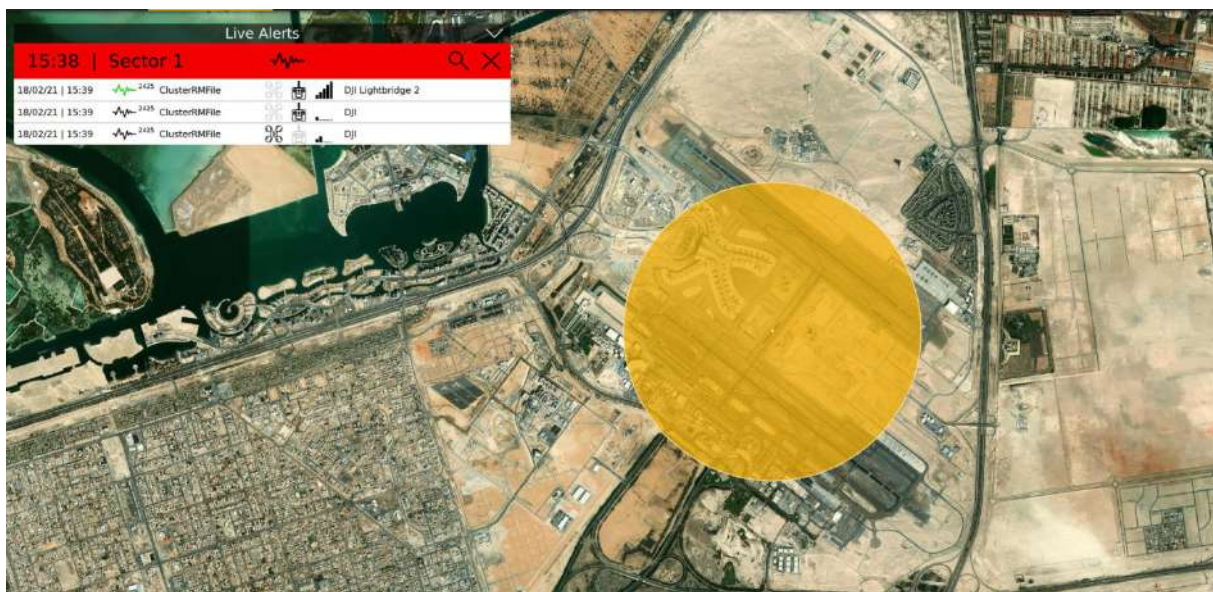 Live Alerts
15:38 | Sector 1
18/02/21 | 15:39 2425 ClusterRMFile DJI Lightbridge 2
18/02/21 | 15:39 2425 ClusterRMFile DJI
18/02/21 | 15:39 2425 ClusterRMFile DJI